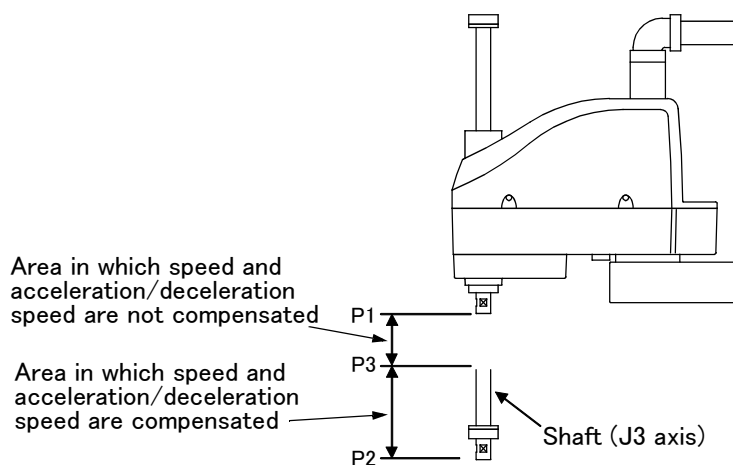 Area in which speed and
acceleration/deceleration
speed are not compensated
P1
P3
Area in which speed and
acceleration/deceleration
speed are compensated
Shaft (J3 axis)
P2